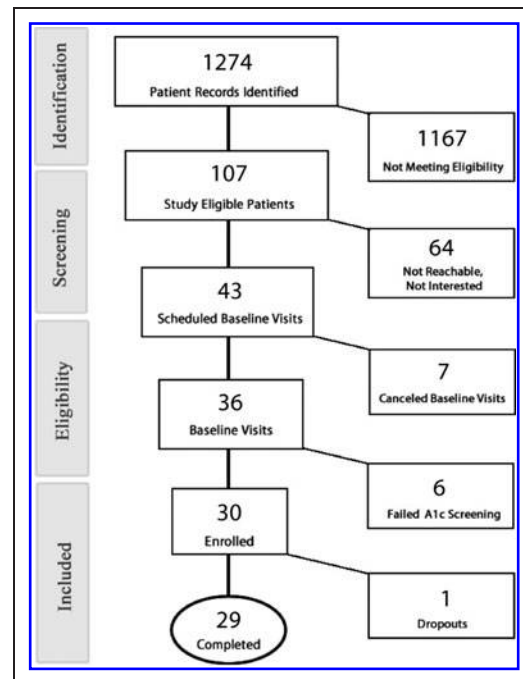 Identification
1274
Patient Records Identified
1167
Not Meeting Eligibility
Screening
107
Study Eligible Patients
64
Not Reachable,
Not Interested
43
Scheduled Baseline Visits
7
Canceled Baseline Visits
Eligibility
36
Baseline Visits
6
Failed A1c Screening
Included
30
Enrolled
1
Dropouts
29
Completed